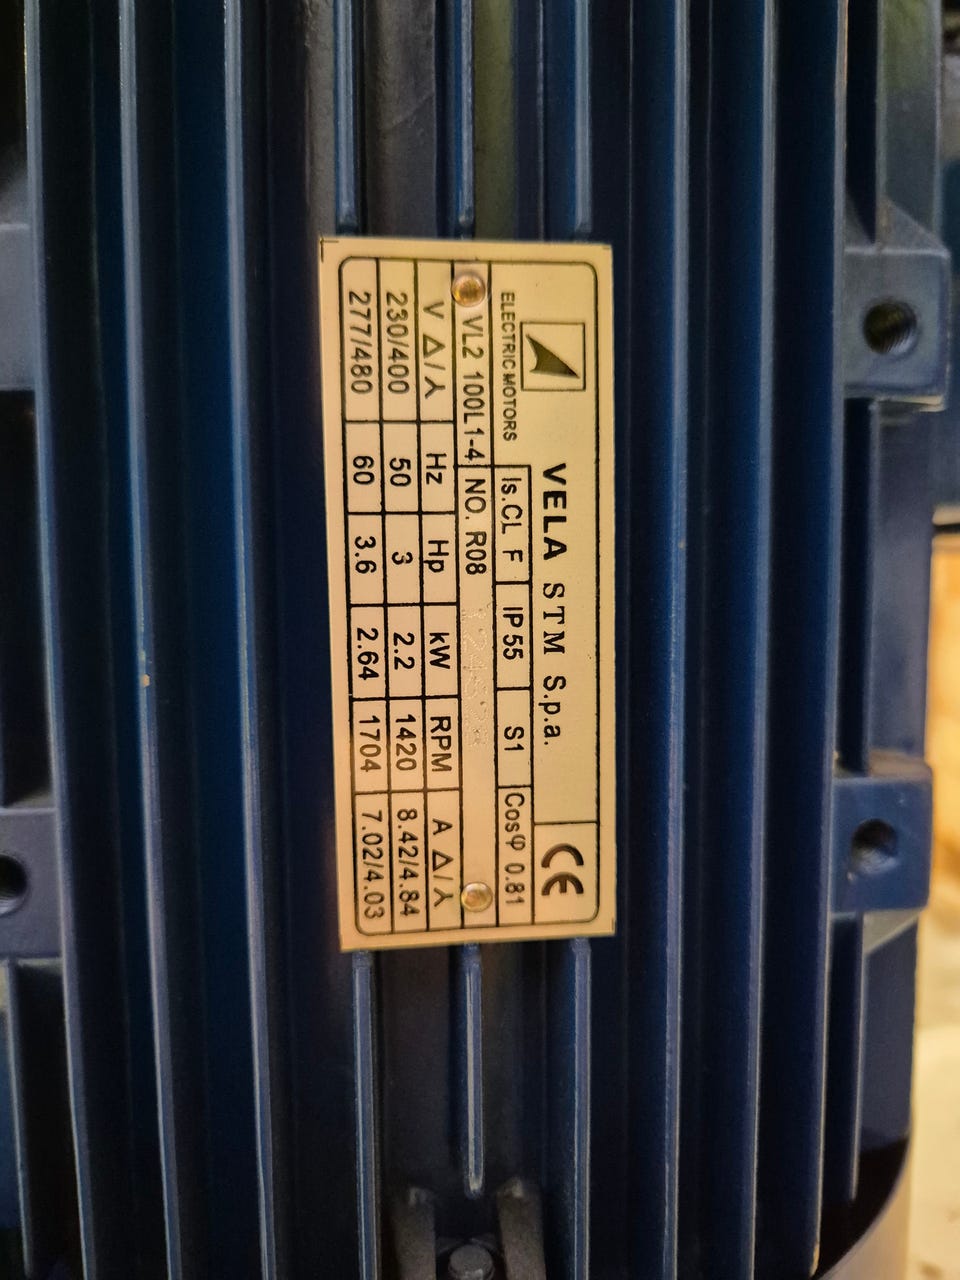 VELA STM S.p.a.
CE
ELECTRIC MOTORS
Is.CL F IP55 S1 Cosφ 0.81
VL2 100L1-4 NO. R08
V Δ/⅄ Hz Hp kW RPM A Δ/⅄
230/400 50 3 2.2 1420 8.42/4.84
277/480 60 3.6 2.64 1704 7.02/4.03